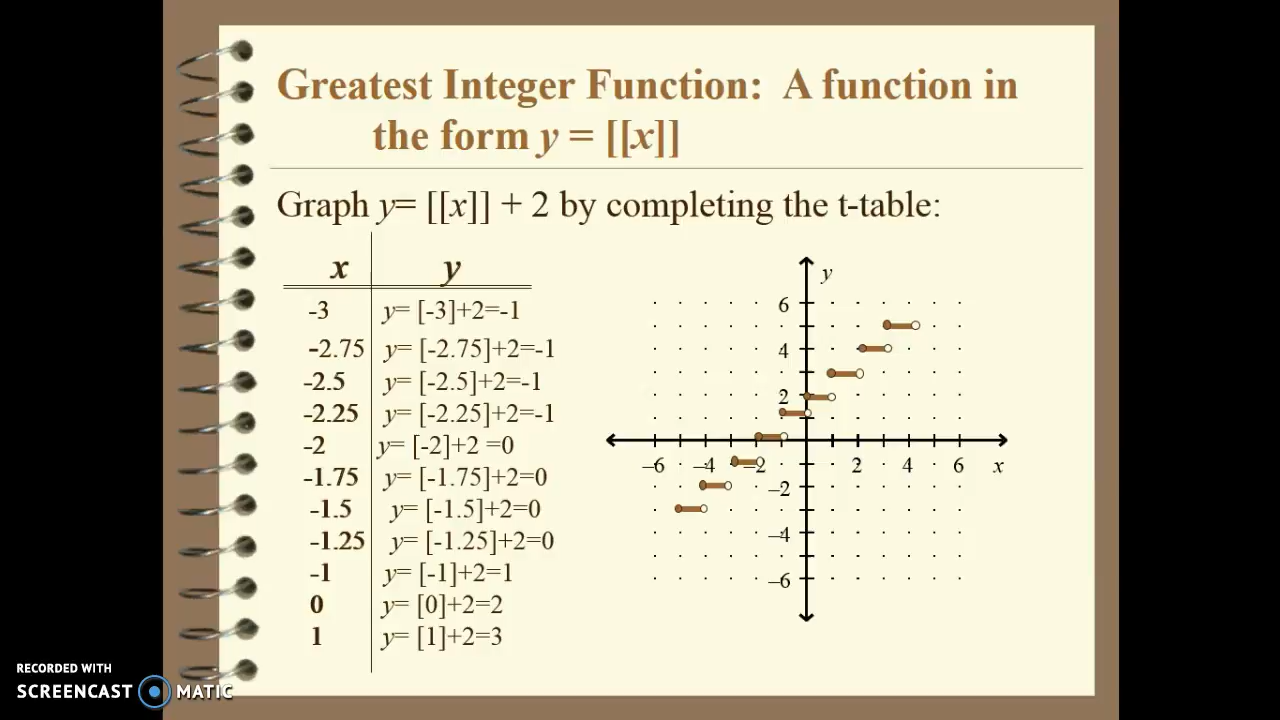 Greatest Integer Function: A function in
the form y = [[x]]
Graph y= [[x]] + 2 by completing the t-table:
x y
-3 y= [-3]+2=-1
-2.75 y= [-2.75]+2=-1
-2.5 y= [-2.5]+2=-1
-2.25 y= [-2.25]+2=-1
-2 y= [-2]+2 =0
-1.75 y= [-1.75]+2=0
-1.5 y= [-1.5]+2=0
-1.25 y= [-1.25]+2=0
-1 y= [-1]+2=1
0 y= [0]+2=2
1 y= [1]+2=3
y
6
4
2
–6 –4 –2 2 4 6 x
–2
–4
–6
RECORDED WITH
SCREENCAST MATIC